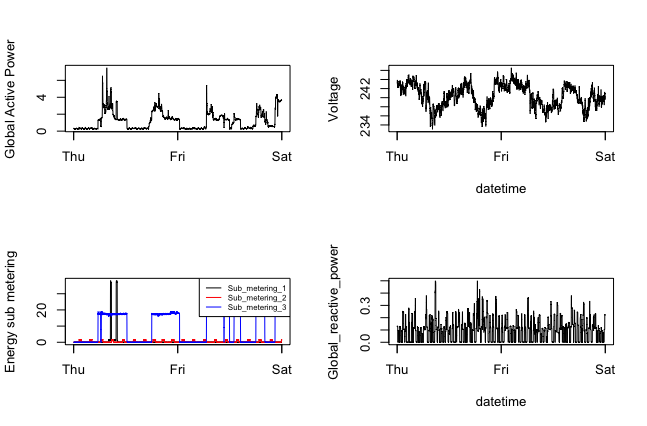 Global Active Power
0 4
Thu Fri Sat
Voltage
234 242
Thu Fri Sat
datetime
Energy sub metering
0 20
Sub_metering_1
Sub_metering_2
Sub_metering_3
Thu Fri Sat
Global_reactive_power
0.0 0.3
Thu Fri Sat
datetime